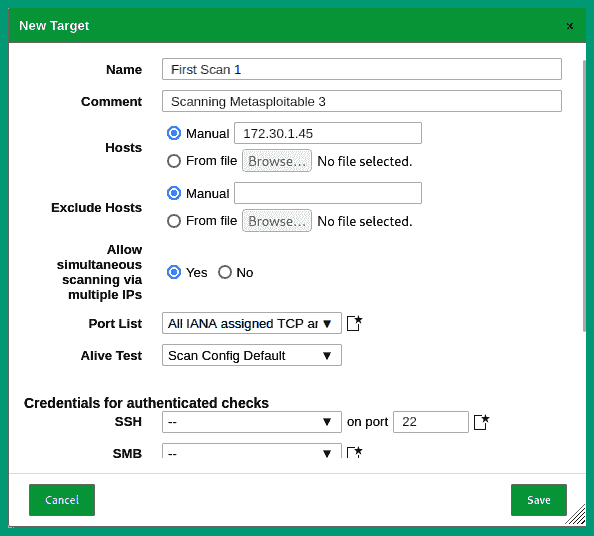 New Target ×
Name First Scan 1
Comment Scanning Metasploitable 3
Hosts
Manual 172.30.1.45
From file Browse... No file selected.
Exclude Hosts
Manual
From file Browse... No file selected.
Allow
simultaneous
scanning via
multiple IPs
Yes No
Port List All IANA assigned TCP ar ▼
Alive Test Scan Config Default ▼
Credentials for authenticated checks
SSH -- ▼ on port 22
SMB -- ▼
Cancel Save